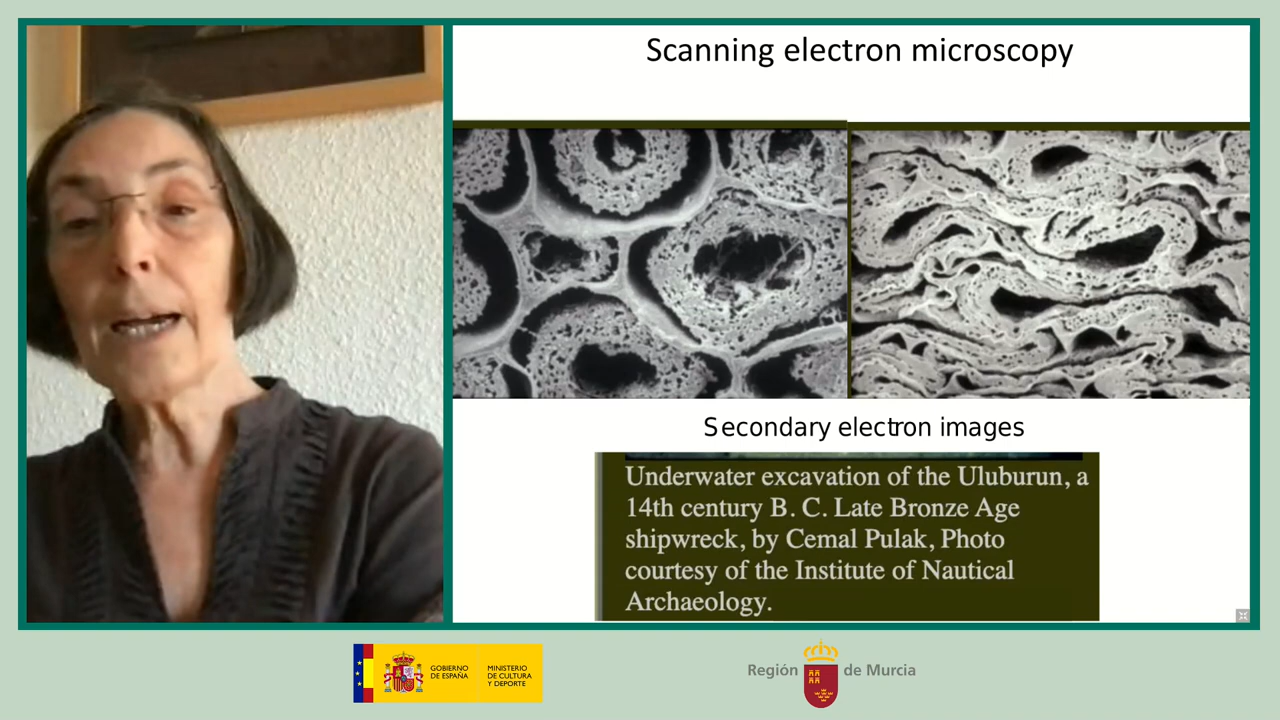 Scanning electron microscopy
Secondary electron images
Underwater excavation of the Uluburun, a
14th century B. C. Late Bronze Age
shipwreck, by Cemal Pulak, Photo
courtesy of the Institute of Nautical
Archaeology.
GOBIERNO
DE ESPAÑA
MINISTERIO
DE CULTURA
Y DEPORTE
Región de Murcia